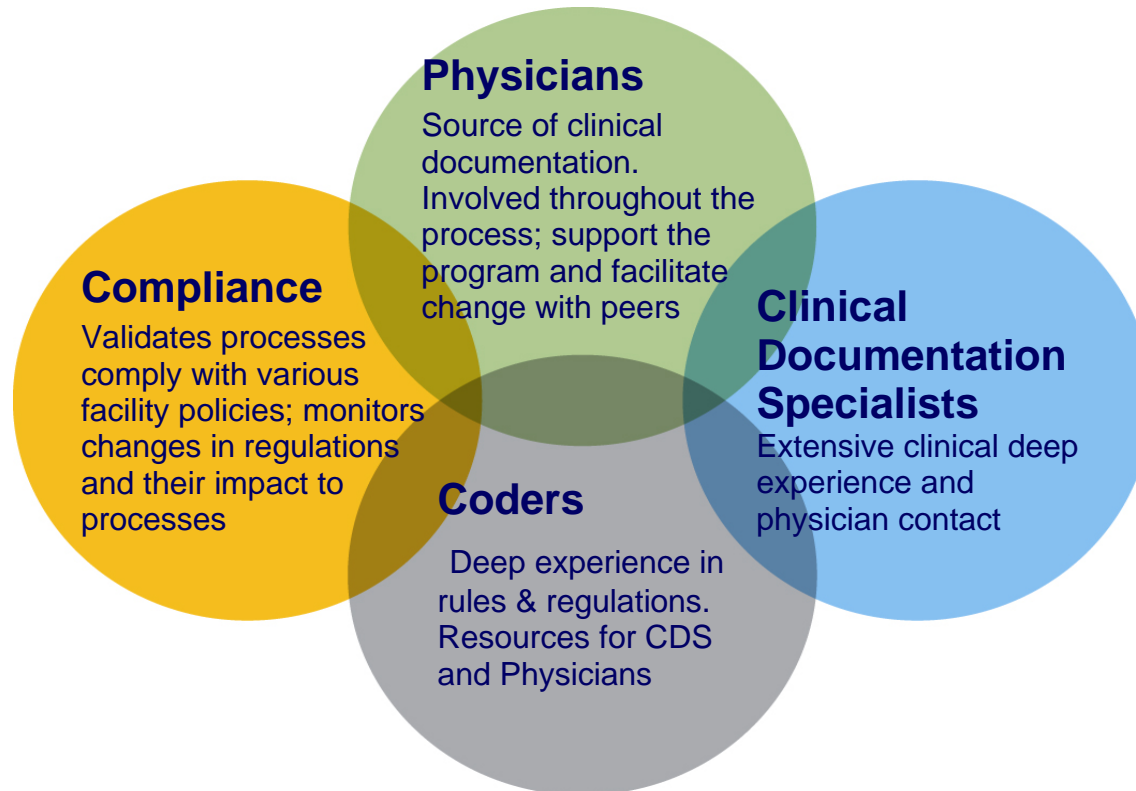 Physicians
Source of clinical
documentation.
Involved throughout the
process; support the
program and facilitate
change with peers
Compliance
Validates processes
comply with various
facility policies; monitors
changes in regulations
and their impact to
processes
Clinical
Documentation
Specialists
Extensive clinical deep
experience and
physician contact
Coders
Deep experience in
rules & regulations.
Resources for CDS
and Physicians